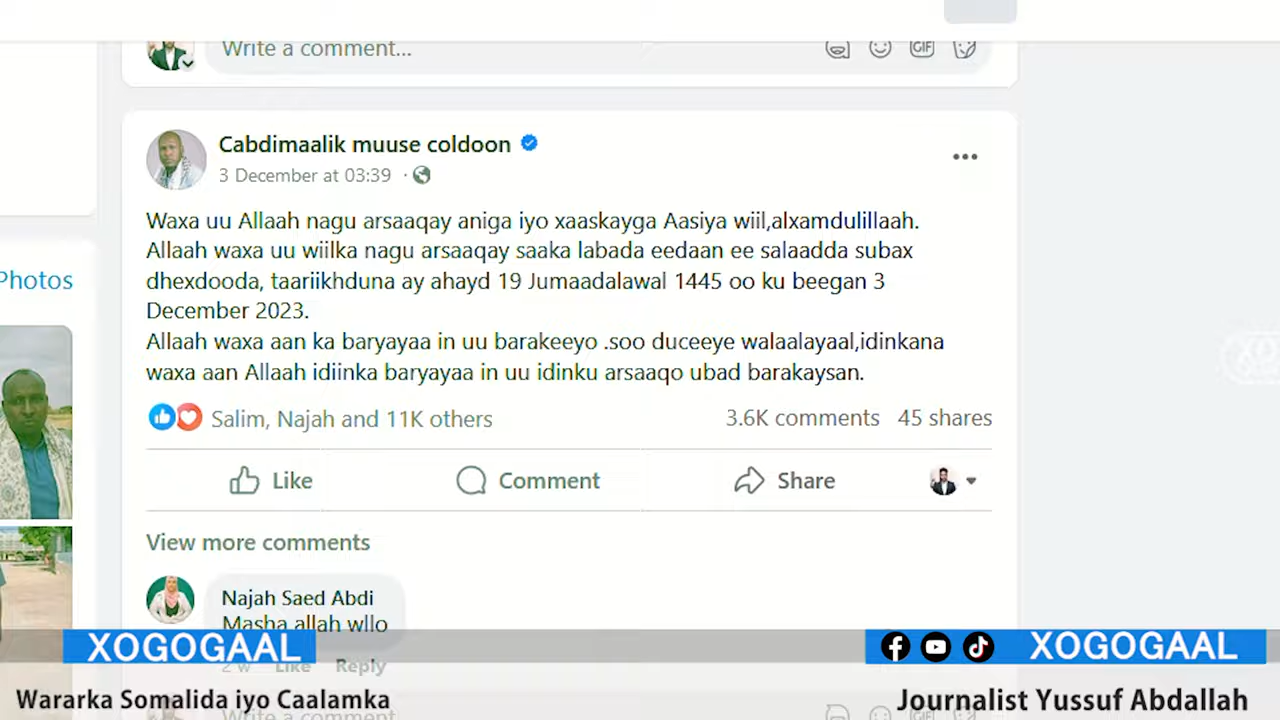 Write a comment...
GIF
Cabdimaalik muuse coldoon
3 December at 03:39 ·
Waxa uu Allaah nagu arsaaqay aniga iyo xaaskayga Aasiya wiil,alxamdulillaah.
Allaah waxa uu wiilka nagu arsaaqay saaka labada eedaan ee salaadda subax
dhexdooda, taariikhduna ay ahayd 19 Jumaadalawal 1445 oo ku beegan 3
December 2023.
Allaah waxa aan ka baryayaa in uu barakeeyo .soo duceeye walaalayaal,idinkana
waxa aan Allaah idiinka baryayaa in uu idinku arsaaqo ubad barakaysan.
Photos
Salim, Najah and 11K others 3.6K comments 45 shares
Like Comment Share
View more comments
Najah Saed Abdi
Masha allah wllo
XOGOGAAL XOGOGAAL
2 w Like Reply
Wararka Somalida iyo Caalamka Journalist Yussuf Abdallah
Write a comment